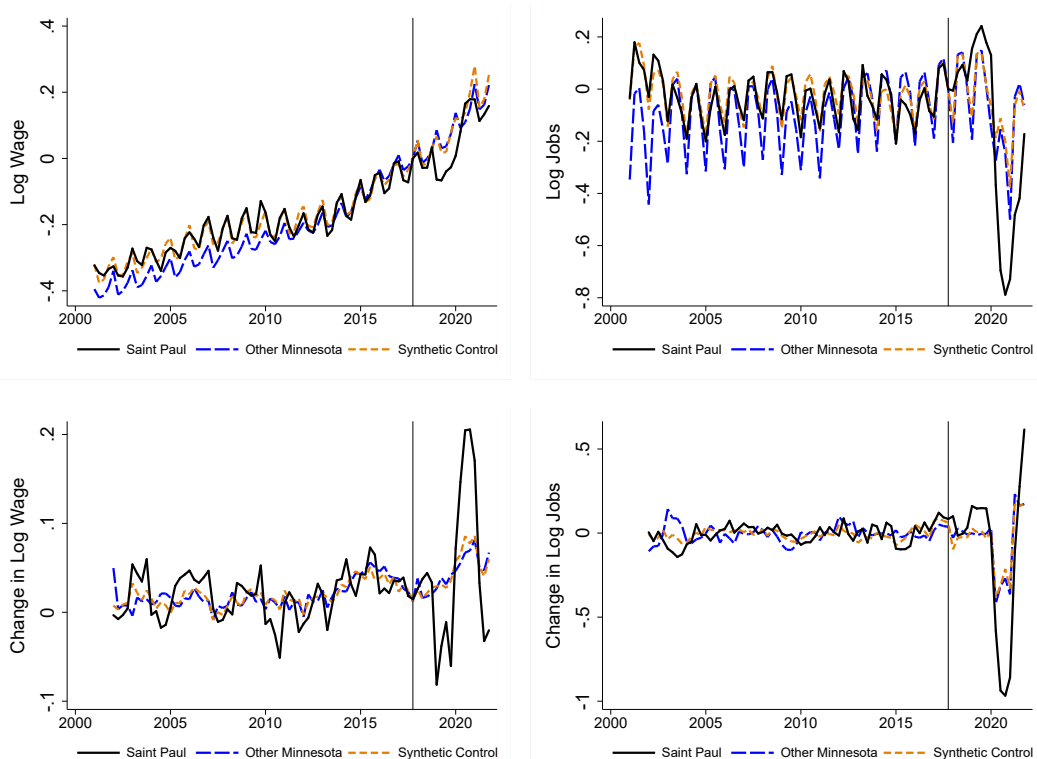 Log Wage
.4
.2
0
-.2
-.4
2000 2005 2010 2015 2020
Saint Paul Other Minnesota Synthetic Control
Log Jobs
.2
0
-.2
-.4
-.6
-.8
2000 2005 2010 2015 2020
Saint Paul Other Minnesota Synthetic Control
Change in Log Wage
.2
.1
0
-.1
2000 2005 2010 2015 2020
Saint Paul Other Minnesota Synthetic Control
Change in Log Jobs
.5
0
-.5
-1
2000 2005 2010 2015 2020
Saint Paul Other Minnesota Synthetic Control